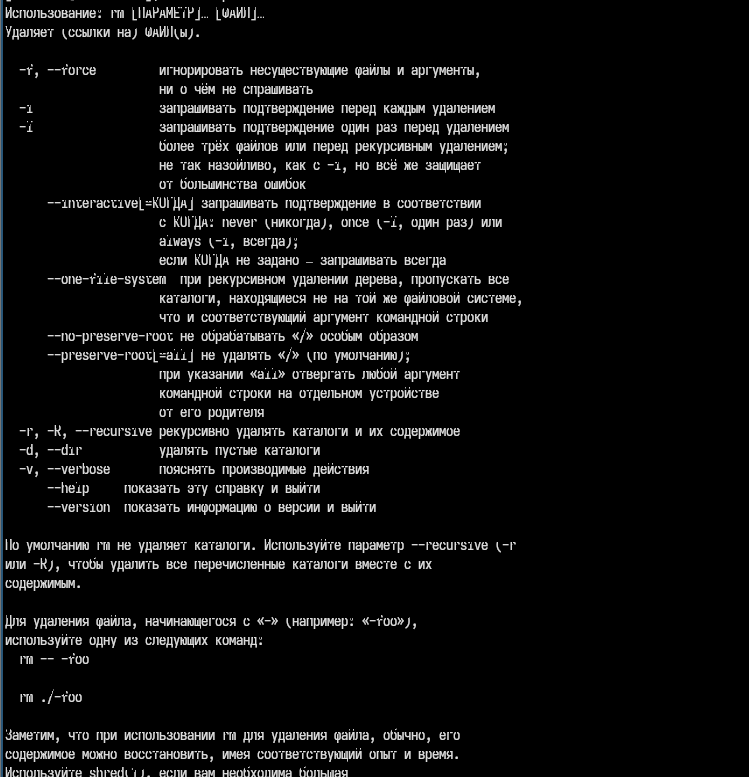 Использование: rm [ПАРАМЕТР]… [ФАЙЛ]…
Удаляет (ссылки на) ФАЙЛ(ы).

  -f, --force         игнорировать несуществующие файлы и аргументы,
                      ни о чём не спрашивать
  -i                  запрашивать подтверждение перед каждым удалением
  -I                  запрашивать подтверждение один раз перед удалением
                      более трёх файлов или перед рекурсивным удалением;
                      не так назойливо, как с -i, но всё же защищает
                      от большинства ошибок
      --interactive[=КОГДА] запрашивать подтверждение в соответствии
                      с КОГДА: never (никогда), once (-I, один раз) или
                      always (-i, всегда);
                      если КОГДА не задано — запрашивать всегда
      --one-file-system  при рекурсивном удалении дерева, пропускать все
                      каталоги, находящиеся не на той же файловой системе,
                      что и соответствующий аргумент командной строки
      --no-preserve-root не обрабатывать «/» особым образом
      --preserve-root[=all] не удалять «/» (по умолчанию);
                      при указании «all» отвергать любой аргумент
                      командной строки на отдельном устройстве
                      от его родителя
  -r, -R, --recursive рекурсивно удалять каталоги и их содержимое
  -d, --dir           удалять пустые каталоги
  -v, --verbose       пояснять производимые действия
      --help     показать эту справку и выйти
      --version  показать информацию о версии и выйти

По умолчанию rm не удаляет каталоги. Используйте параметр --recursive (-r
или -R), чтобы удалить все перечисленные каталоги вместе с их
содержимым.

Для удаления файла, начинающегося с «-» (например: «-foo»),
используйте одну из следующих команд:
  rm -- -foo

  rm ./-foo

Заметим, что при использовании rm для удаления файла, обычно, его
содержимое можно восстановить, имея соответствующий опыт и время.
Используйте shred(1), если вам необходима большая